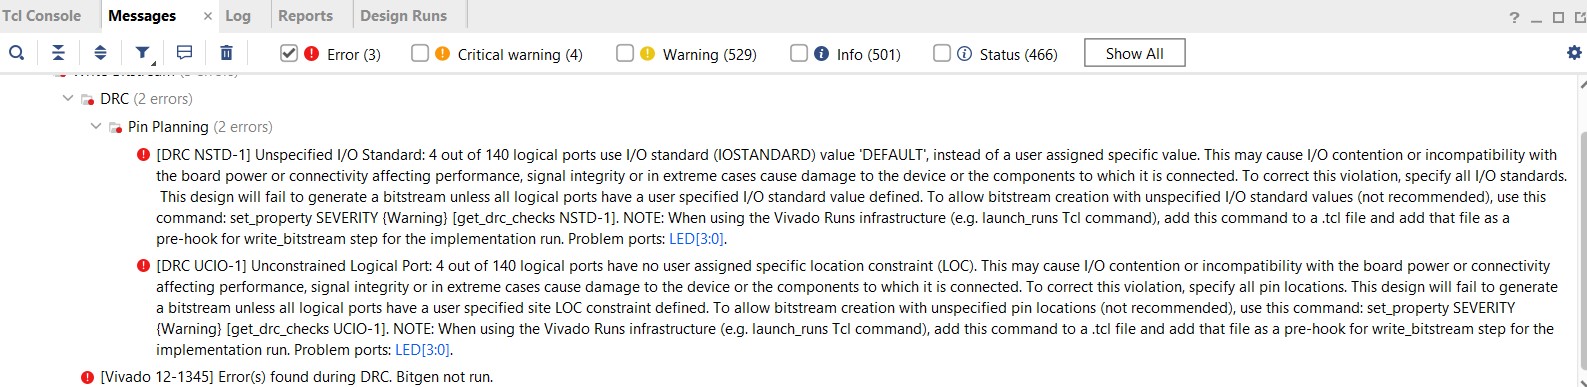 Tcl Console Messages × Log Reports Design Runs ? _
Error (3) Critical warning (4) Warning (529) Info (501) Status (466) Show All
DRC (2 errors)
Pin Planning (2 errors)
[DRC NSTD-1] Unspecified I/O Standard: 4 out of 140 logical ports use I/O standard (IOSTANDARD) value 'DEFAULT', instead of a user assigned specific value. This may cause I/O contention or incompatibility with
the board power or connectivity affecting performance, signal integrity or in extreme cases cause damage to the device or the components to which it is connected. To correct this violation, specify all I/O standards.
This design will fail to generate a bitstream unless all logical ports have a user specified I/O standard value defined. To allow bitstream creation with unspecified I/O standard values (not recommended), use this
command: set_property SEVERITY {Warning} [get_drc_checks NSTD-1]. NOTE: When using the Vivado Runs infrastructure (e.g. launch_runs Tcl command), add this command to a .tcl file and add that file as a
pre-hook for write_bitstream step for the implementation run. Problem ports: LED[3:0].
[DRC UCIO-1] Unconstrained Logical Port: 4 out of 140 logical ports have no user assigned specific location constraint (LOC). This may cause I/O contention or incompatibility with the board power or connectivity
affecting performance, signal integrity or in extreme cases cause damage to the device or the components to which it is connected. To correct this violation, specify all pin locations. This design will fail to generate
a bitstream unless all logical ports have a user specified site LOC constraint defined. To allow bitstream creation with unspecified pin locations (not recommended), use this command: set_property SEVERITY
{Warning} [get_drc_checks UCIO-1]. NOTE: When using the Vivado Runs infrastructure (e.g. launch_runs Tcl command), add this command to a .tcl file and add that file as a pre-hook for write_bitstream step for the
implementation run. Problem ports: LED[3:0].
[Vivado 12-1345] Error(s) found during DRC. Bitgen not run.